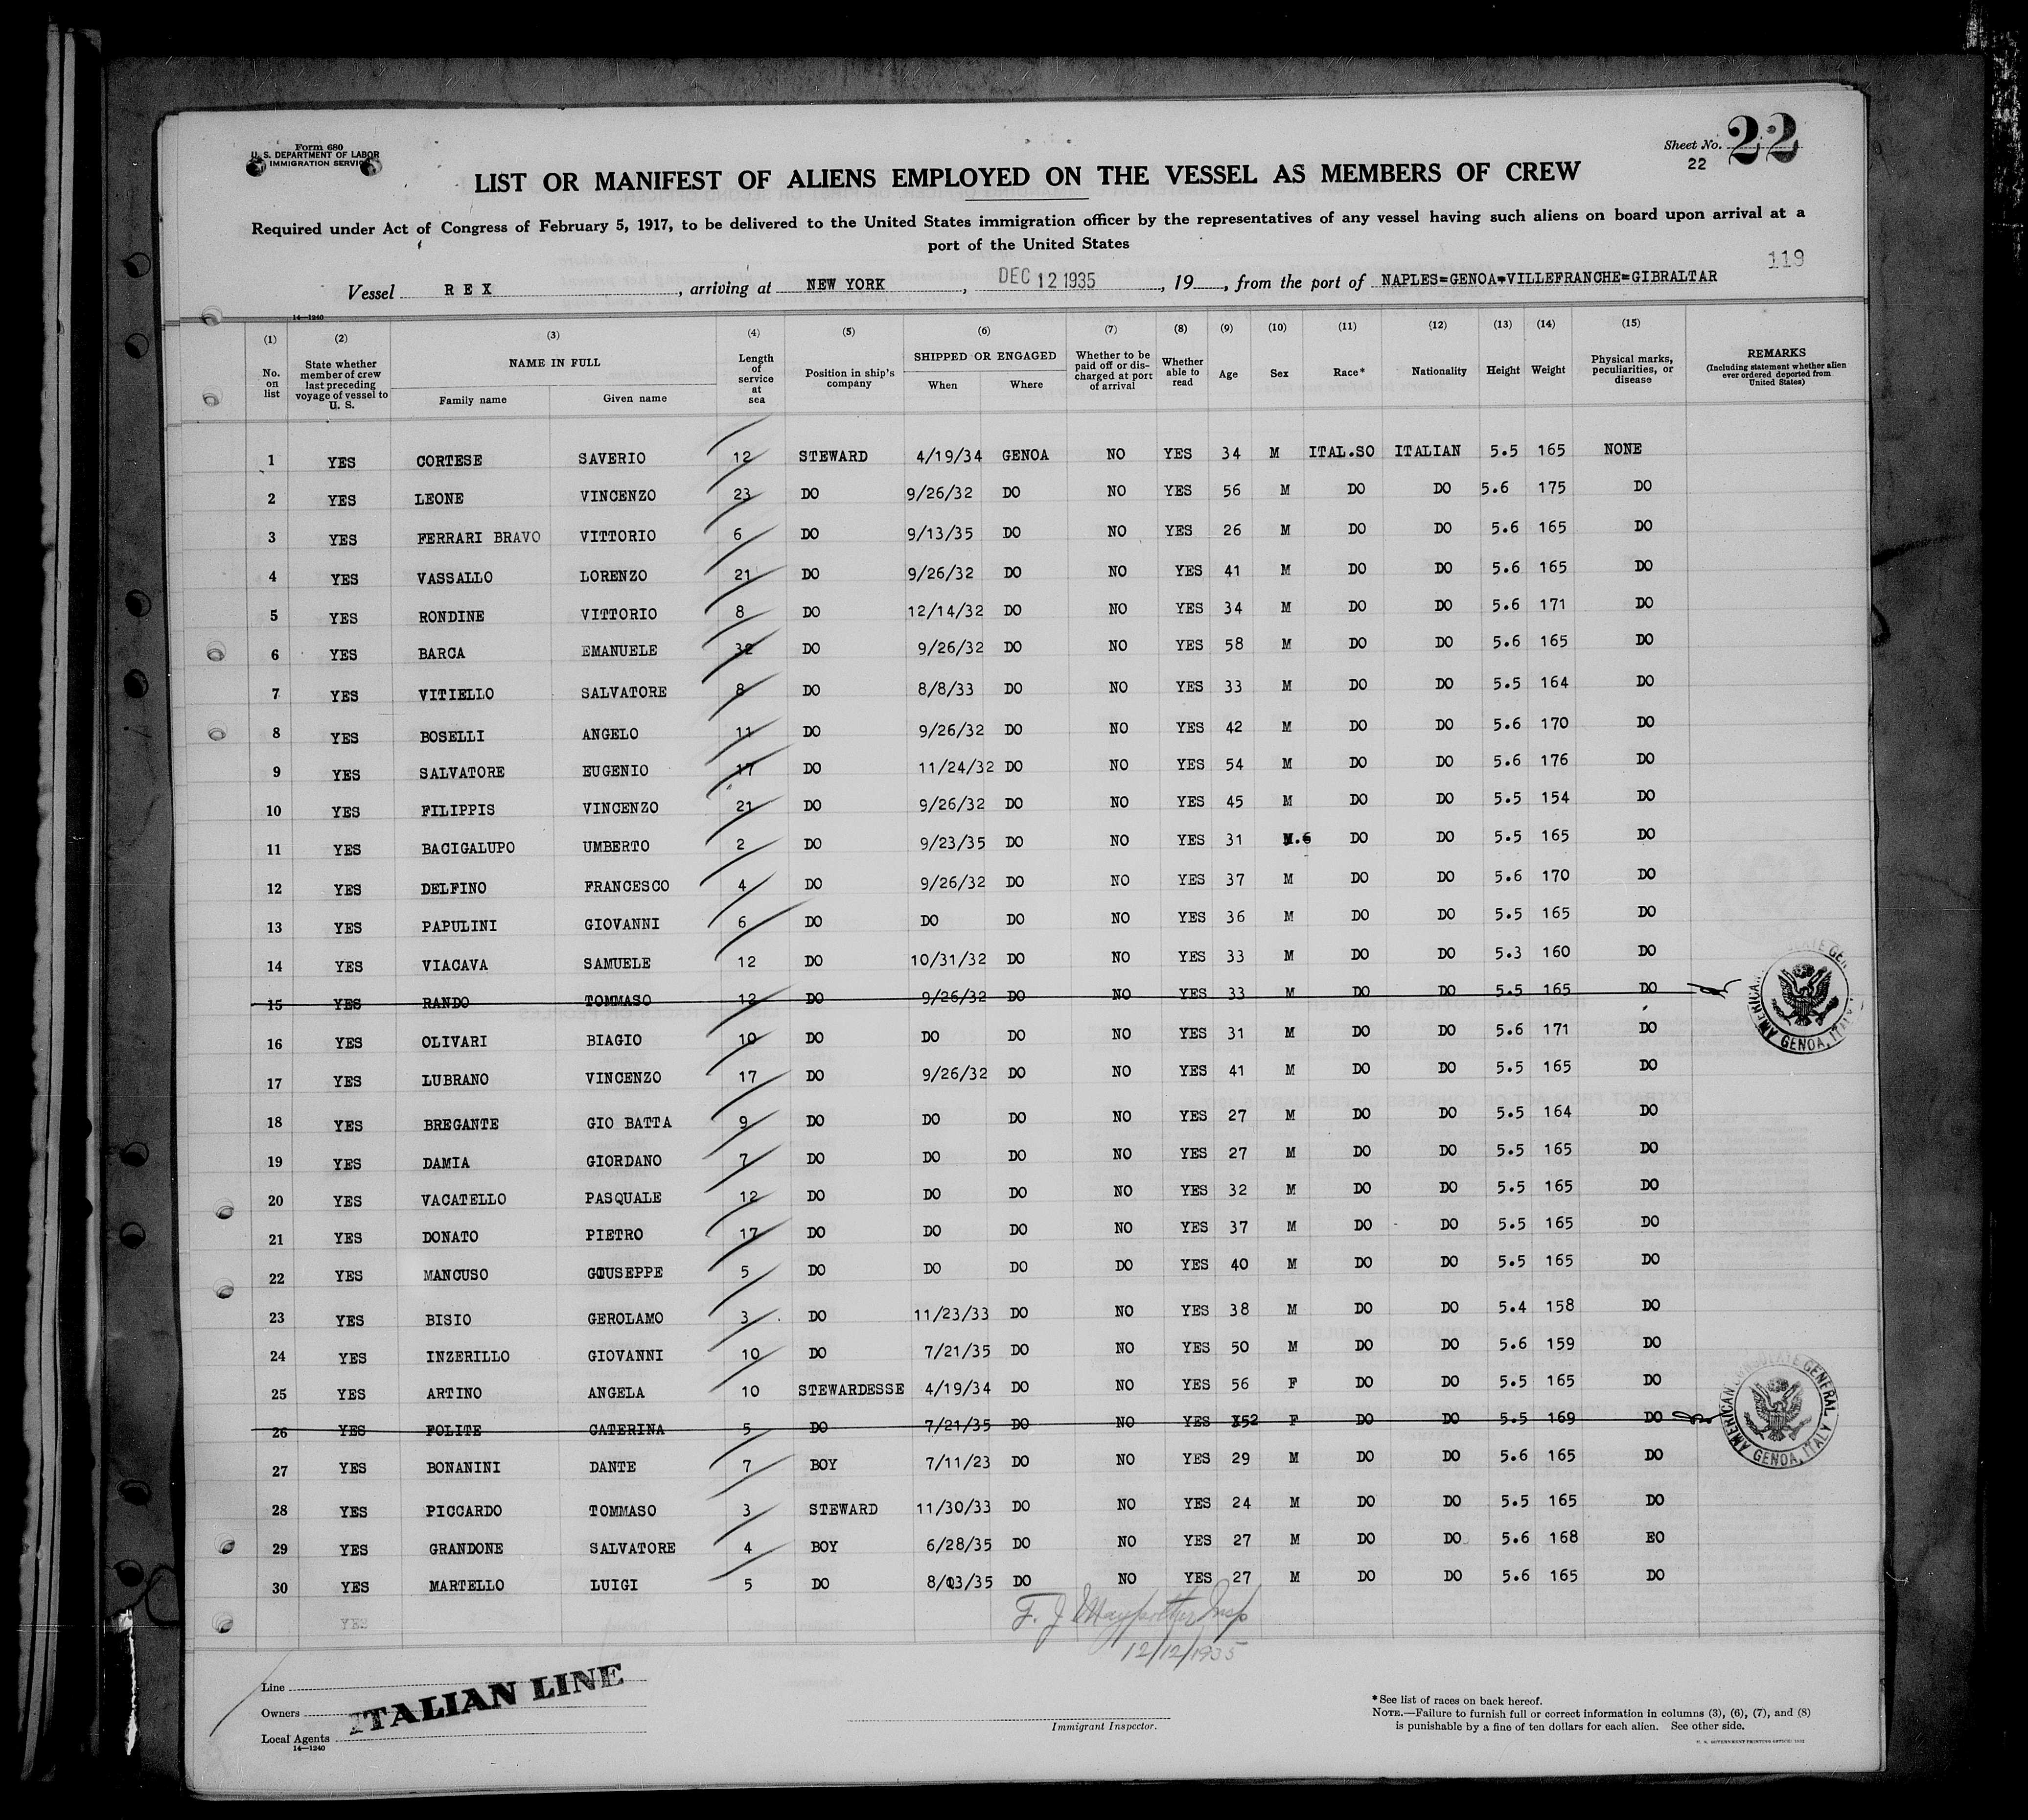 Form 680
U. S. DEPARTMENT OF LABOR
IMMIGRATION SERVICE
Sheet No. 22
22
LIST OR MANIFEST OF ALIENS EMPLOYED ON THE VESSEL AS MEMBERS OF CREW
Required under Act of Congress of February 5, 1917, to be delivered to the United States immigration officer by the representatives of any vessel having such aliens on board upon arrival at a
port of the United States
119
Vessel REX, arriving at NEW YORK, DEC 12 1935, 19, from the port of NAPLES=GENOA=VILLEFRANCHE=GIBRALTAR
14—1240
(1) (2) (3) (4) (5) (6) (7) (8) (9) (10) (11) (12) (13) (14) (15)
No. on list State whether member of crew last preceding voyage of vessel to U. S. NAME IN FULL Family name Given name Length of service at sea Position in ship's company SHIPPED OR ENGAGED When Where Whether to be paid off or discharged at port of arrival Whether able to read Age Sex Race* Nationality Height Weight Physical marks, peculiarities, or disease REMARKS (Including statement whether alien ever ordered deported from United States)
1 YES CORTESE SAVERIO 12 STEWARD 4/19/34 GENOA NO YES 34 M ITAL.SO ITALIAN 5.5 165 NONE
2 YES LEONE VINCENZO 23 DO 9/26/32 DO NO YES 56 M DO DO 5.6 175 DO
3 YES FERRARI BRAVO VITTORIO 6 DO 9/13/35 DO NO YES 26 M DO DO 5.6 165 DO
4 YES VASSALLO LORENZO 21 DO 9/26/32 DO NO YES 41 M DO DO 5.6 165 DO
5 YES RONDINE VITTORIO 8 DO 12/14/32 DO NO YES 34 M DO DO 5.6 171 DO
6 YES BARCA EMANUELE 32 DO 9/26/32 DO NO YES 58 M DO DO 5.6 165 DO
7 YES VITIELLO SALVATORE 8 DO 8/8/33 DO NO YES 33 M DO DO 5.5 164 DO
8 YES BOSELLI ANGELO 11 DO 9/26/32 DO NO YES 42 M DO DO 5.6 170 DO
9 YES SALVATORE EUGENIO 17 DO 11/24/32 DO NO YES 54 M DO DO 5.6 176 DO
10 YES FILIPPIS VINCENZO 21 DO 9/26/32 DO NO YES 45 M DO DO 5.5 154 DO
11 YES BACIGALUPO UMBERTO 2 DO 9/23/35 DO NO YES 31 M.6 DO DO 5.5 165 DO
12 YES DELFINO FRANCESCO 4 DO 9/26/32 DO NO YES 37 M DO DO 5.6 170 DO
13 YES PAPULINI GIOVANNI 6 DO DO DO NO YES 36 M DO DO 5.5 165 DO
14 YES VIACAVA SAMUELE 12 DO 10/31/32 DO NO YES 33 M DO DO 5.3 160 DO
15 YES RANDO TOMMASO 12 DO 9/26/32 DO NO YES 33 M DO DO 5.5 165 DO
16 YES OLIVARI BIAGIO 10 DO DO DO NO YES 31 M DO DO 5.6 171 DO
17 YES LUBRANO VINCENZO 17 DO 9/26/32 DO NO YES 41 M DO DO 5.5 165 DO
18 YES BREGANTE GIO BATTA 9 DO DO DO NO YES 27 M DO DO 5.5 164 DO
19 YES DAMIA GIORDANO 7 DO DO DO NO YES 27 M DO DO 5.5 165 DO
20 YES VACATELLO PASQUALE 12 DO DO DO NO YES 32 M DO DO 5.5 165 DO
21 YES DONATO PIETRO 17 DO DO DO NO YES 37 M DO DO 5.5 165 DO
22 YES MANCUSO GIUSEPPE 5 DO DO DO DO YES 40 M DO DO 5.5 165 DO
23 YES BISIO GEROLAMO 3 DO 11/23/33 DO NO YES 38 M DO DO 5.4 158 DO
24 YES INZERILLO GIOVANNI 10 DO 7/21/35 DO NO YES 50 M DO DO 5.6 159 DO
25 YES ARTINO ANGELA 10 STEWARDESSE 4/19/34 DO NO YES 56 F DO DO 5.5 165 DO
26 YES POLITE CATERINA 5 DO 7/21/35 DO NO YES 52 F DO DO 5.5 169 DO
27 YES BONANINI DANTE 7 BOY 7/11/23 DO NO YES 29 M DO DO 5.6 165 DO
28 YES PICCARDO TOMMASO 3 STEWARD 11/30/33 DO NO YES 24 M DO DO 5.5 165 DO
29 YES GRANDONE SALVATORE 4 BOY 6/28/35 DO NO YES 27 M DO DO 5.6 168 EO
30 YES MARTELLO LUIGI 5 DO 8/03/35 DO NO YES 27 M DO DO 5.6 165 DO
YES
AMERICAN CONSULATE GENERAL
GENOA, ITALY
AMERICAN CONSULATE GENERAL
GENOA, ITALY
F. J. Insp
12/12/1935
Line
Owners
Local Agents
ITALIAN LINE
14—1240
Immigrant Inspector.
*See list of races on back hereof.
NOTE.—Failure to furnish full or correct information in columns (3), (6), (7), and (8)
is punishable by a fine of ten dollars for each alien. See other side.
U. S. GOVERNMENT PRINTING OFFICE: 1932